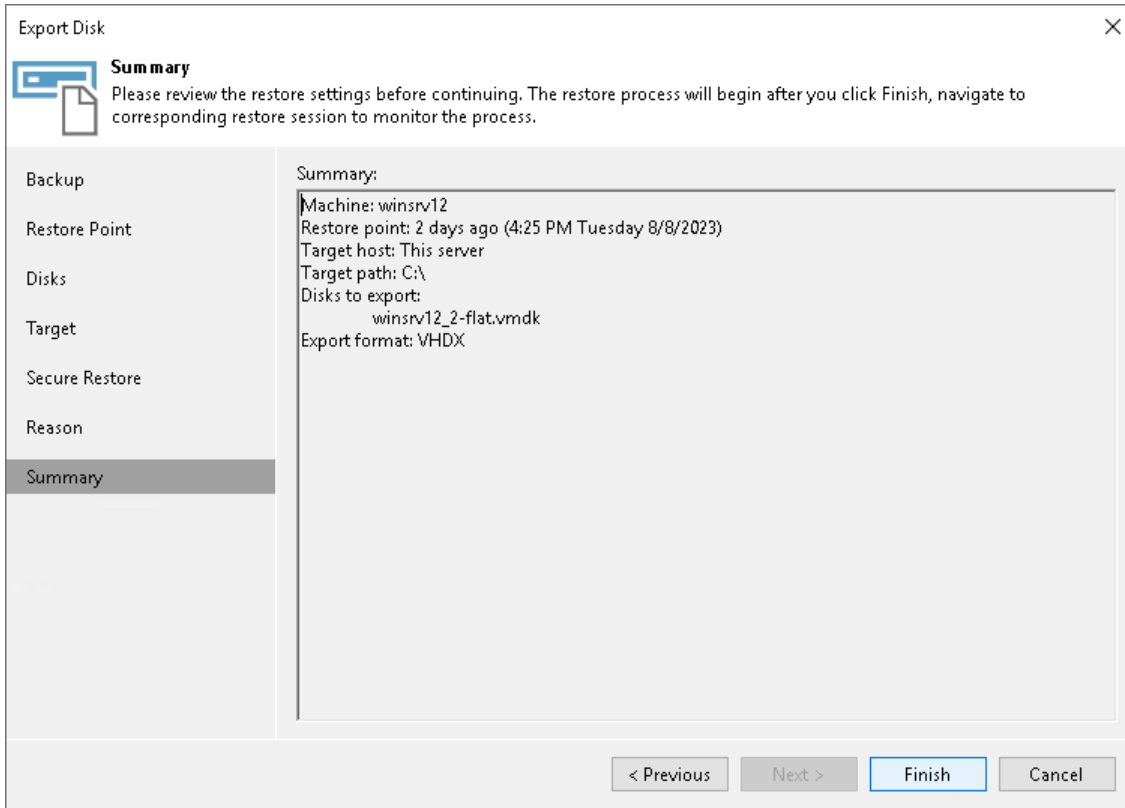 Export Disk
Summary
Please review the restore settings before continuing. The restore process will begin after you click Finish, navigate to
corresponding restore session to monitor the process.
Backup
Restore Point
Disks
Target
Secure Restore
Reason
Summary
Summary:
Machine: winsrv12
Restore point: 2 days ago (4:25 PM Tuesday 8/8/2023)
Target host: This server
Target path: C:\
Disks to export:
winsrv12_2-flat.vmdk
Export format: VHDX
< Previous
Next >
Finish
Cancel